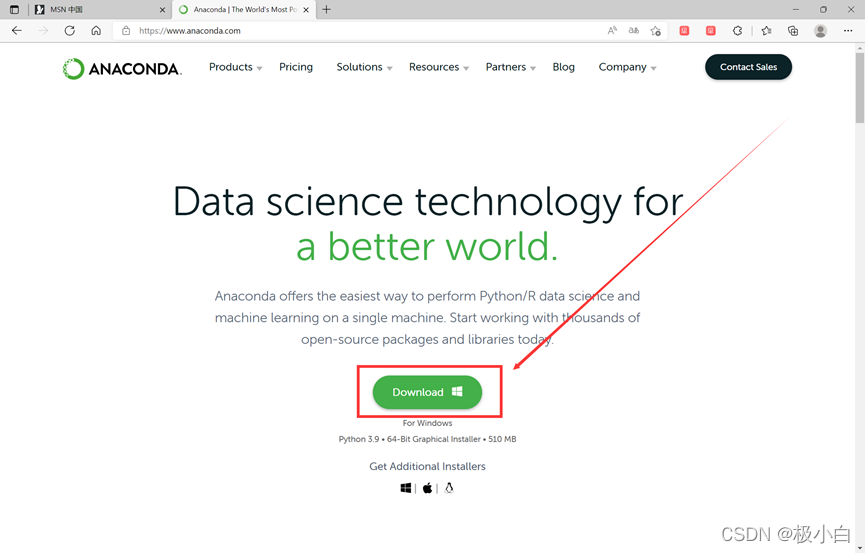 MSN 中国
Anaconda | The World's Most Po
https://www.anaconda.com
ANACONDA.
Products
Pricing
Solutions
Resources
Partners
Blog
Company
Contact Sales
Data science technology for
a better world.
Anaconda offers the easiest way to perform Python/R data science and
machine learning on a single machine. Start working with thousands of
open-source packages and libraries today.
Download
For Windows
Python 3.9 • 64-Bit Graphical Installer • 510 MB
Get Additional Installers
CSDN @极小白